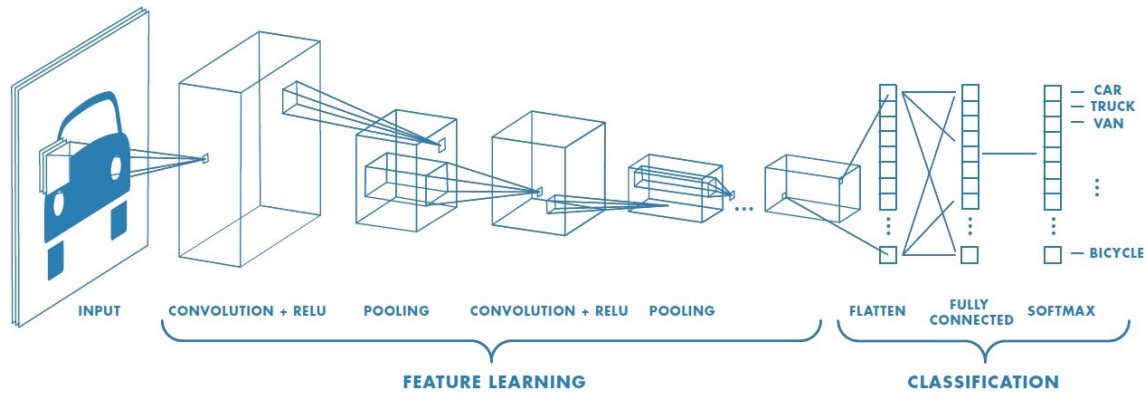 CAR
TRUCK
VAN
BICYCLE
INPUT
CONVOLUTION + RELU
POOLING
CONVOLUTION + RELU
POOLING
FLATTEN
FULLY
CONNECTED
SOFTMAX
FEATURE LEARNING
CLASSIFICATION